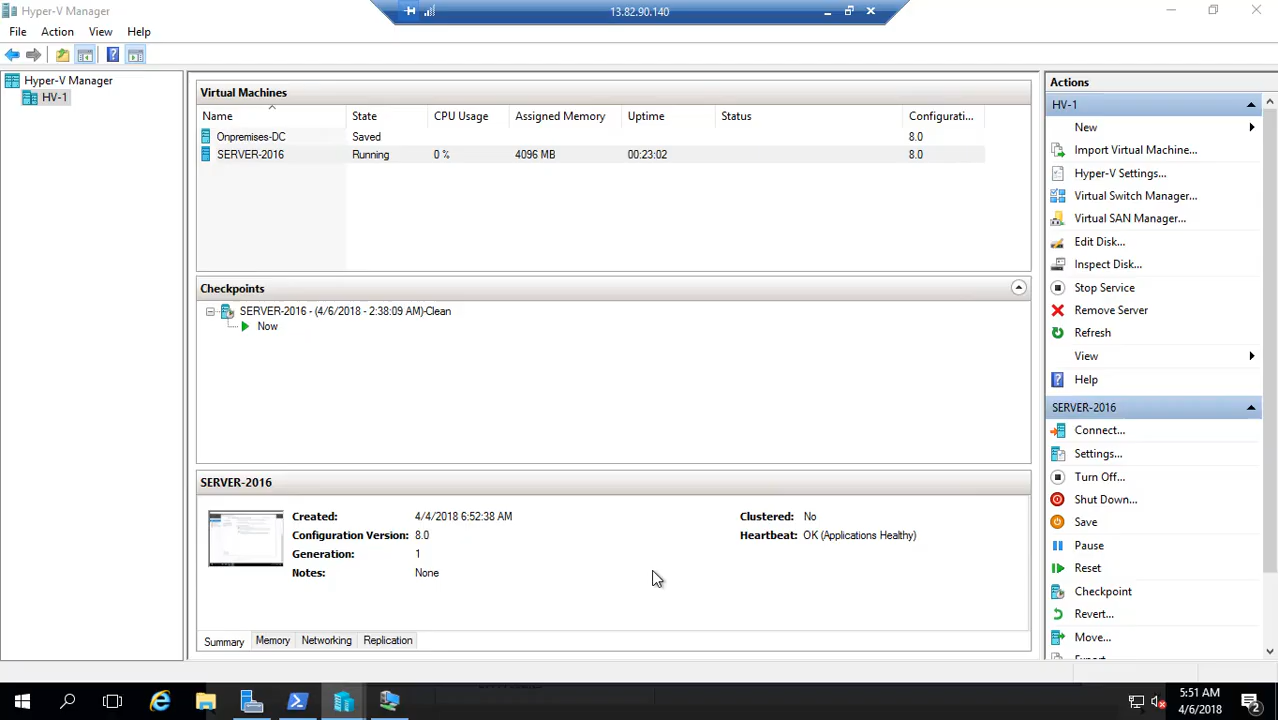 Hyper-V Manager
13.82.90.140
File Action View Help
Hyper-V Manager
HV-1
Virtual Machines
Name State CPU Usage Assigned Memory Uptime Status Configurati...
Onpremises-DC Saved 8.0
SERVER-2016 Running 0 % 4096 MB 00:23:02 8.0
Checkpoints
SERVER-2016 - (4/6/2018 - 2:38:09 AM)-Clean
Now
SERVER-2016
Created: 4/4/2018 6:52:38 AM Clustered: No
Configuration Version: 8.0 Heartbeat: OK (Applications Healthy)
Generation: 1
Notes: None
Summary Memory Networking Replication
Actions
HV-1
New
Import Virtual Machine...
Hyper-V Settings...
Virtual Switch Manager...
Virtual SAN Manager...
Edit Disk...
Inspect Disk...
Stop Service
Remove Server
Refresh
View
Help
SERVER-2016
Connect...
Settings...
Turn Off...
Shut Down...
Save
Pause
Reset
Checkpoint
Revert...
Move...
5:51 AM
4/6/2018
2